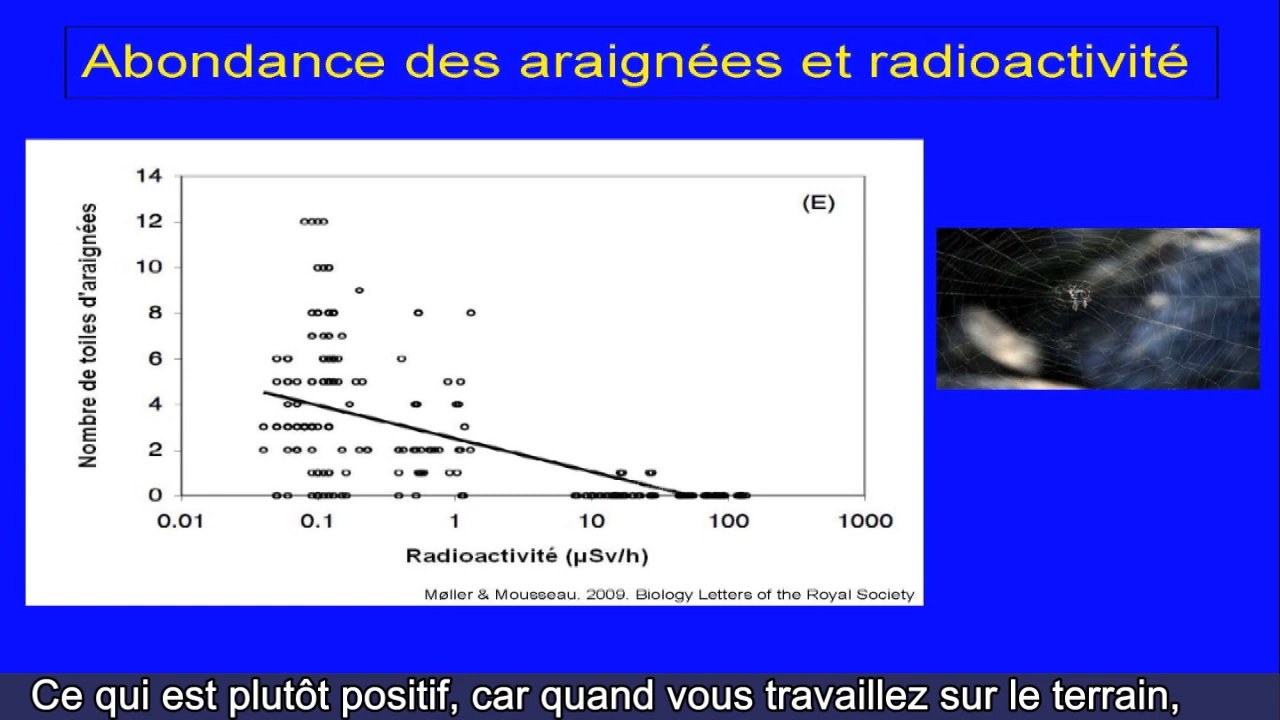 Abondance des araignées et radioactivité
(E)
Nombre de toiles d'araignées
14
12
10
8
6
4
2
0
0.01 0.1 1 10 100 1000
Radioactivité (µSv/h)
Møller & Mousseau. 2009. Biology Letters of the Royal Society
Ce qui est plutôt positif, car quand vous travaillez sur le terrain,